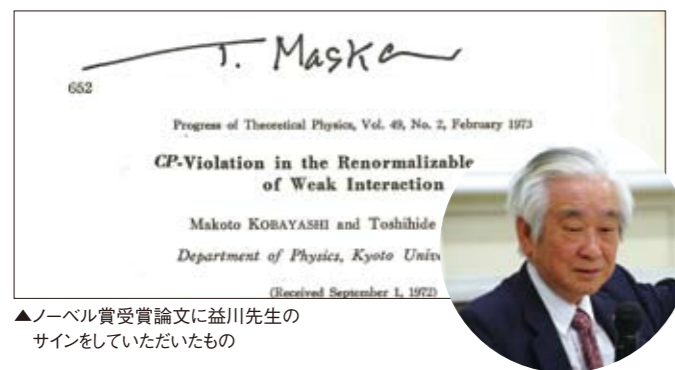 T. Maska
652
Progress of Theoretical Physics, Vol. 49, No. 2, February 1973
CP-Violation in the Renormalizable
of Weak Interaction
Makoto KOBAYASHI and Toshihide
Department of Physics, Kyoto Univ
(Received September 1, 1972)
▲ノーベル賞受賞論文に益川先生の
サインをしていただいたもの